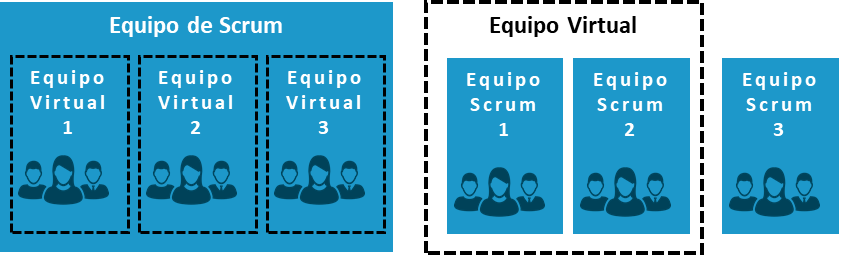 Equipo de Scrum
Equipo
Virtual
1
Equipo
Virtual
2
Equipo
Virtual
3
Equipo Virtual
Equipo
Scrum
1
Equipo
Scrum
2
Equipo
Scrum
3